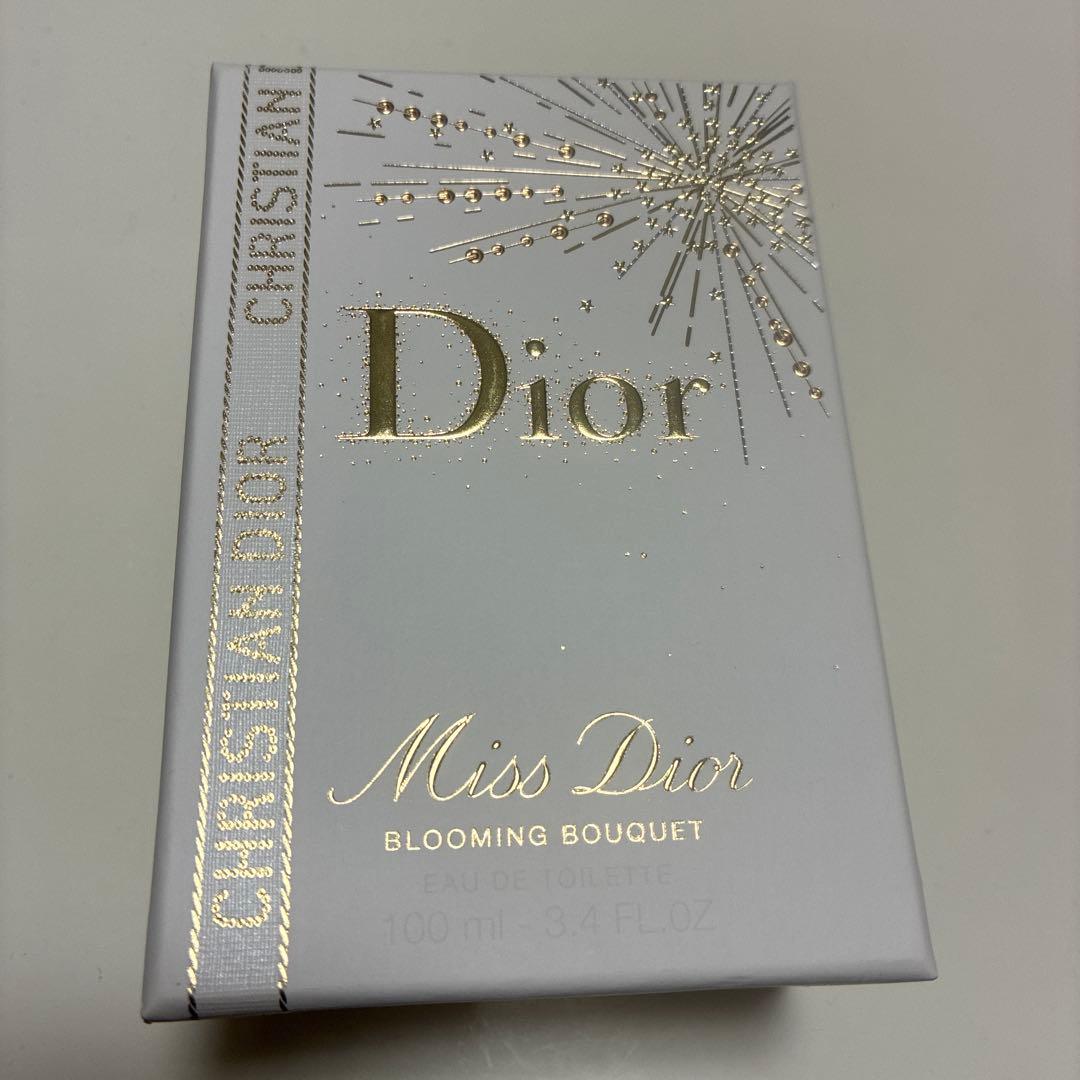 CHRISTIAN DIOR CHRISTIAN
Dior
Miss Dior
BLOOMING BOUQUET
EAU DE TOILETTE
100 ml - 3.4 FL.OZ